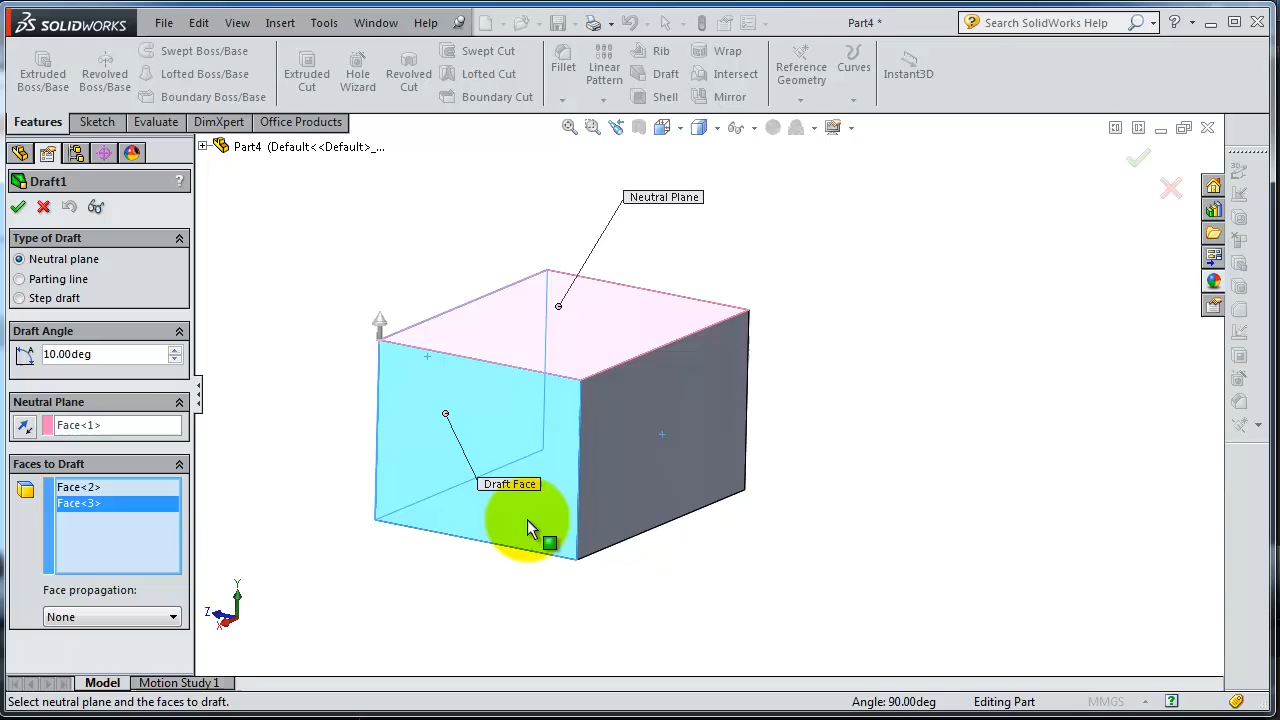 SOLIDWORKS File Edit View Insert Tools Window Help Part4 * Search SolidWorks Help
Extruded Boss/Base
Revolved Boss/Base
Swept Boss/Base
Lofted Boss/Base
Boundary Boss/Base
Extruded Cut
Hole Wizard
Revolved Cut
Swept Cut
Lofted Cut
Boundary Cut
Fillet
Linear Pattern
Rib
Draft
Shell
Wrap
Intersect
Mirror
Reference Geometry
Curves
Instant3D
Features Sketch Evaluate DimXpert Office Products
Part4 (Default<<Default>_...
Draft1 ?
Type of Draft
Neutral plane
Parting line
Step draft
Draft Angle
10.00deg
Neutral Plane
Face<1>
Faces to Draft
Face<2>
Face<3>
Face propagation:
None
Neutral Plane
Draft Face
Y
Z
X
Model Motion Study 1
Select neutral plane and the faces to draft. Angle: 90.00deg Editing Part MMGS